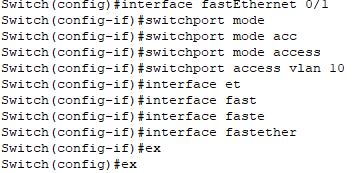 Switch(config)#interface fastEthernet 0/1
Switch(config-if)#switchport mode
Switch(config-if)#switchport mode acc
Switch(config-if)#switchport mode access
Switch(config-if)#switchport access vlan 10
Switch(config-if)#interface et
Switch(config-if)#interface fast
Switch(config-if)#interface faste
Switch(config-if)#interface fastether
Switch(config-if)#ex
Switch(config)#ex